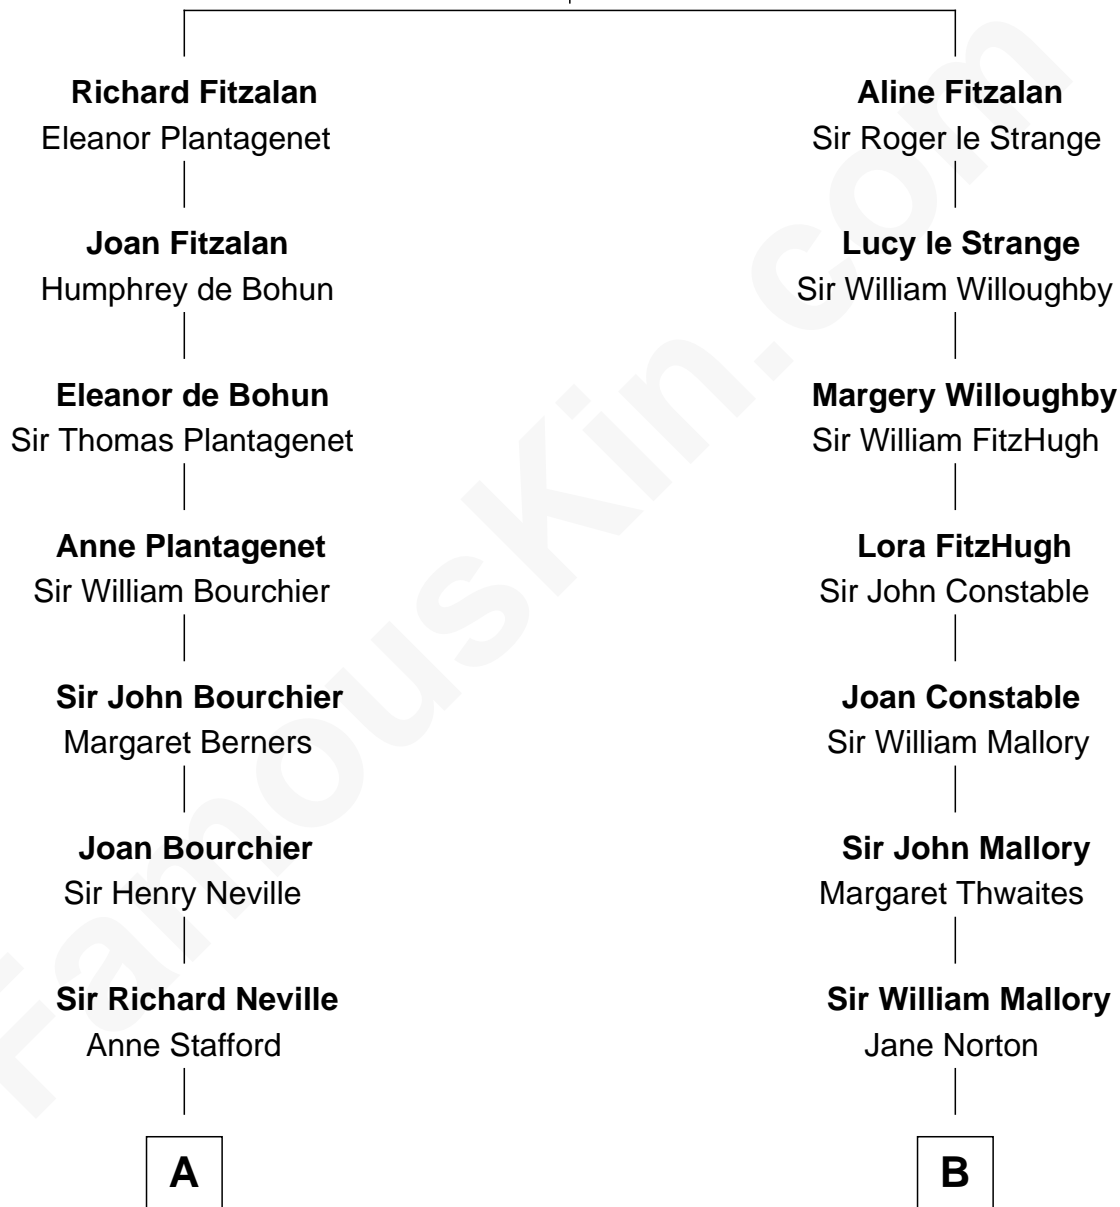 Richard Fitzalan
Eleanor Plantagenet
Joan Fitzalan
Humphrey de Bohun
Eleanor de Bohun
Sir Thomas Plantagenet
Anne Plantagenet
Sir William Bourchier
Sir John Bourchier
Margaret Berners
Joan Bourchier
Sir Henry Neville
Sir Richard Neville
Anne Stafford
A
Aline Fitzalan
Sir Roger le Strange
Lucy le Strange
Sir William Willoughby
Margery Willoughby
Sir William FitzHugh
Lora FitzHugh
Sir John Constable
Joan Constable
Sir William Mallory
Sir John Mallory
Margaret Thwaites
Sir William Mallory
Jane Norton
B
FamousKin.com